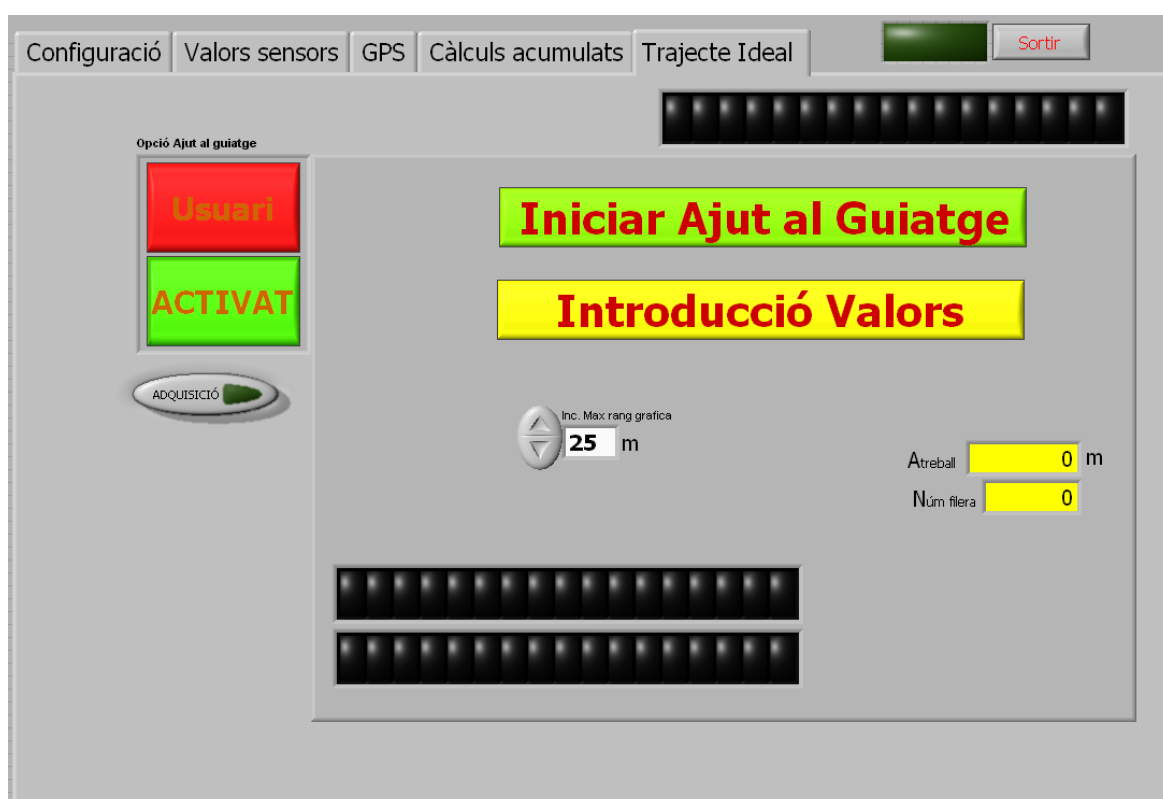 Configuració Valors sensors GPS Càlculs acumulats Trajecte Ideal Sortir
Opció Ajut al guiatge
Usuari
Iniciar Ajut al Guiatge
ACTIVAT
Introducció Valors
ADQUISICIÓ
Inc. Max rang grafica
25 m
Atreball 0 m
Núm filera 0